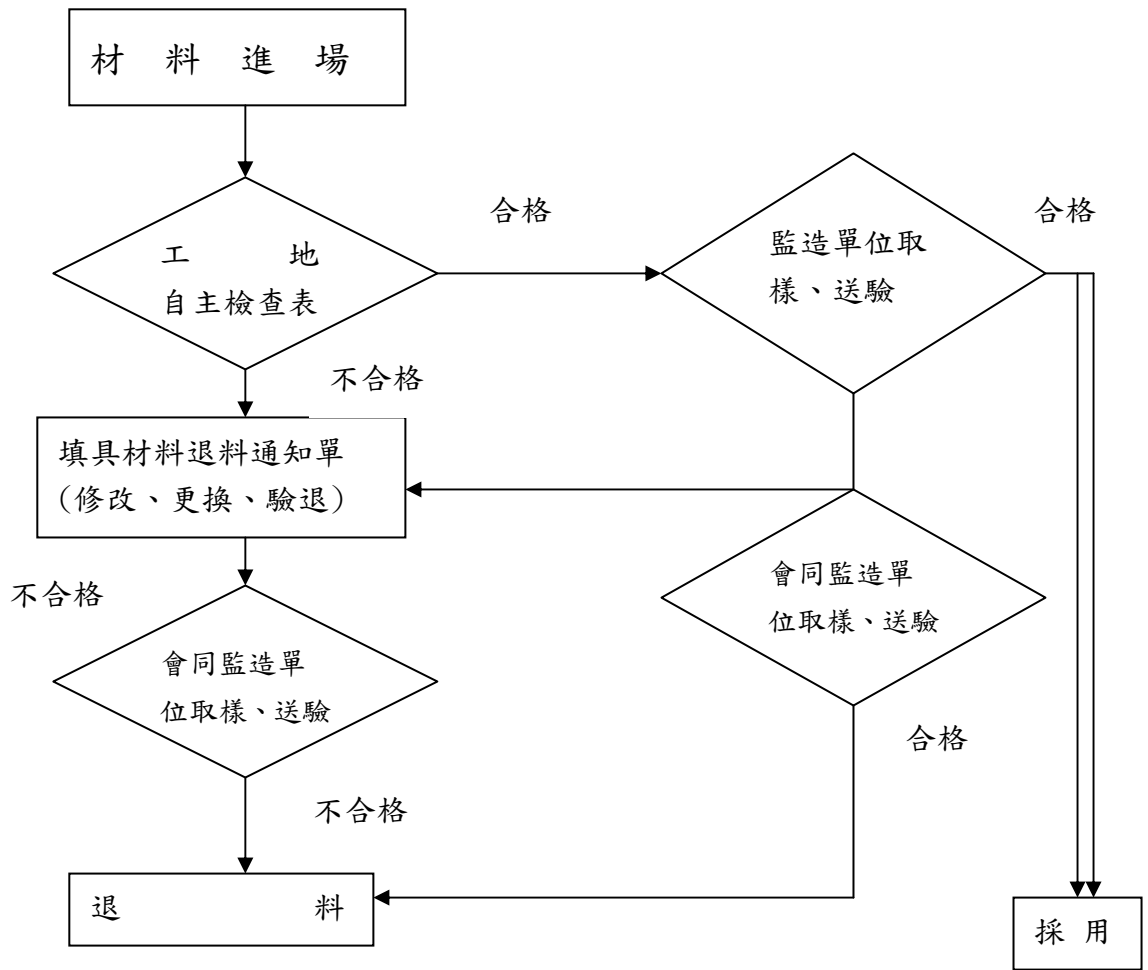 材 料 進 場
合格
合格
工 地
自主檢查表
監造單位取
樣、送驗
不合格
填具材料退料通知單
(修改、更換、驗退)
不合格
會同監造單
位取樣、送驗
會同監造單
位取樣、送驗
合格
不合格
退 料
採 用